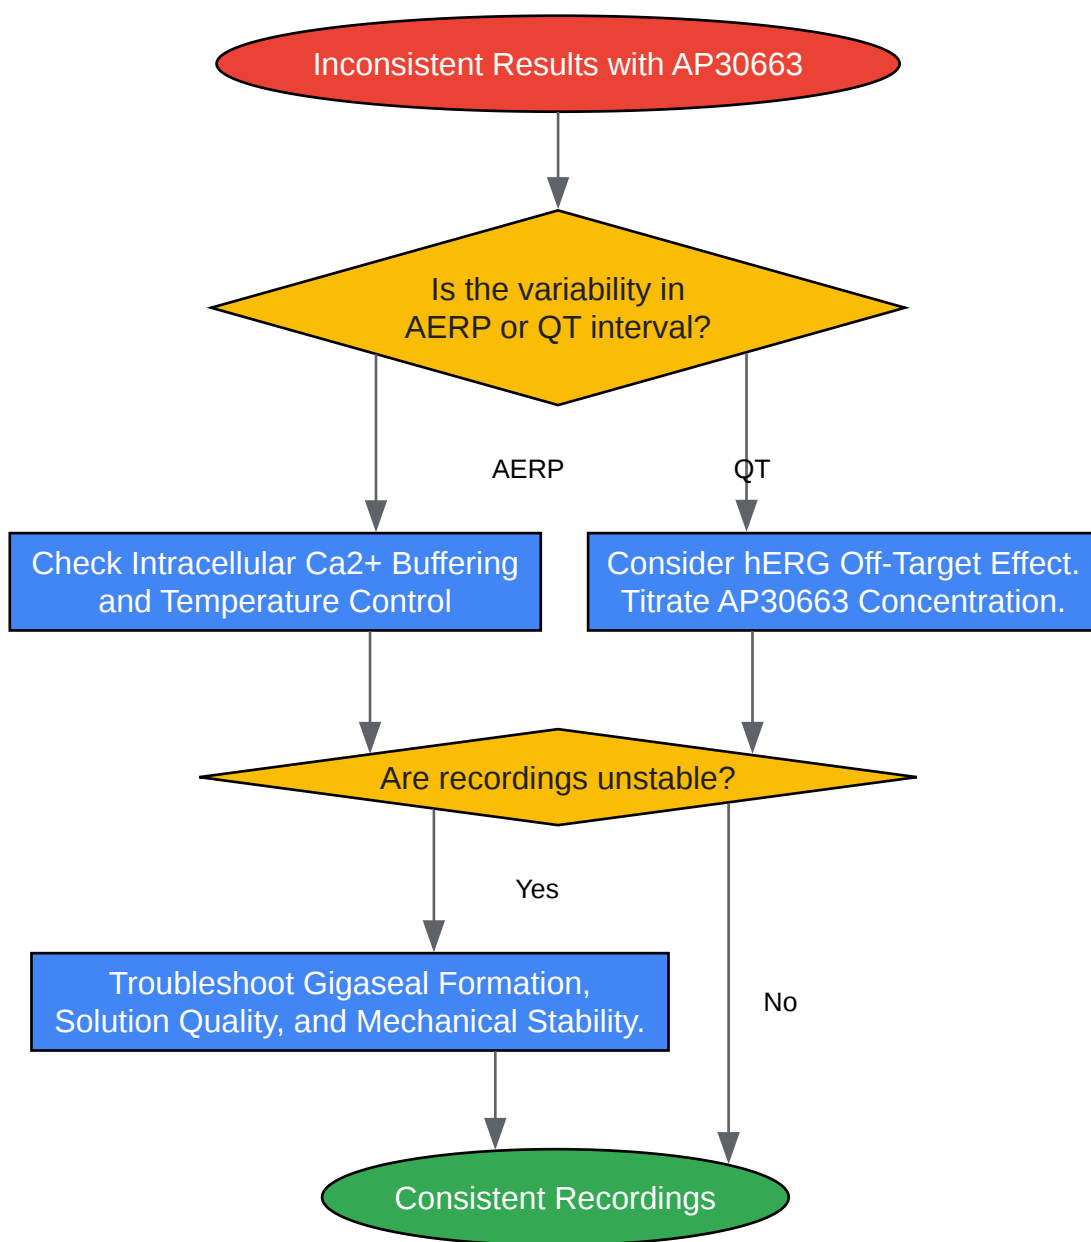 Inconsistent Results with AP30663
Is the variability in
AERP or QT interval?
AERP
QT
Check Intracellular Ca2+ Buffering
and Temperature Control
Consider hERG Off-Target Effect.
Titrate AP30663 Concentration.
Are recordings unstable?
Yes
Troubleshoot Gigaseal Formation,
Solution Quality, and Mechanical Stability.
No
Consistent Recordings